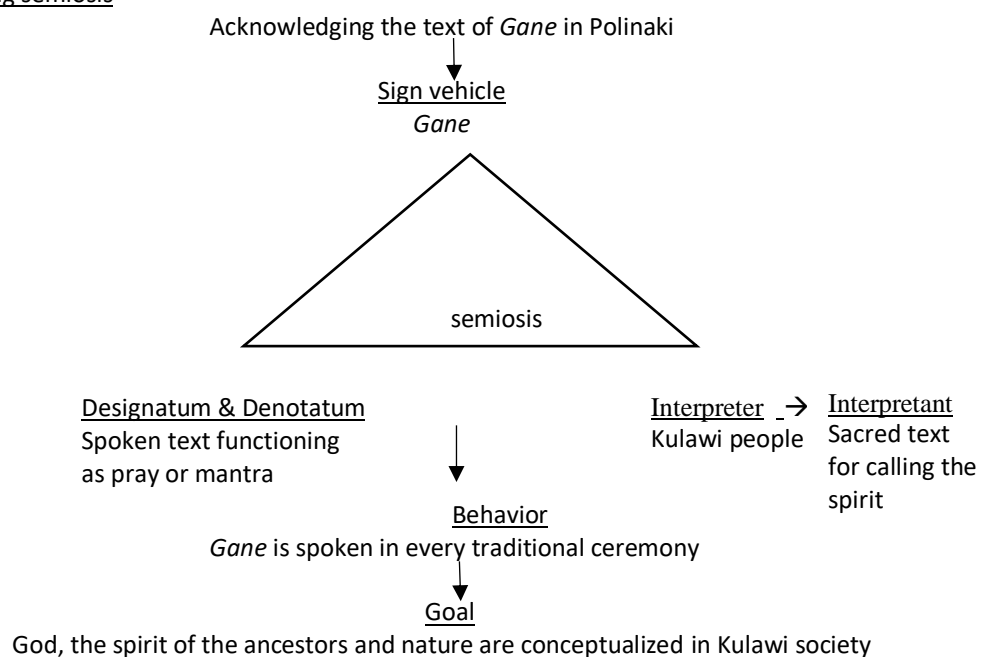 semiosis
Acknowledging the text of Gane in Polinaki
Sign vehicle
Gane
semiosis
Designatum & Denotatum
Spoken text functioning
as pray or mantra
Interpreter → Interpretant
Kulawi people
Sacred text
for calling the
spirit
Behavior
Gane is spoken in every traditional ceremony
Goal
God, the spirit of the ancestors and nature are conceptualized in Kulawi society